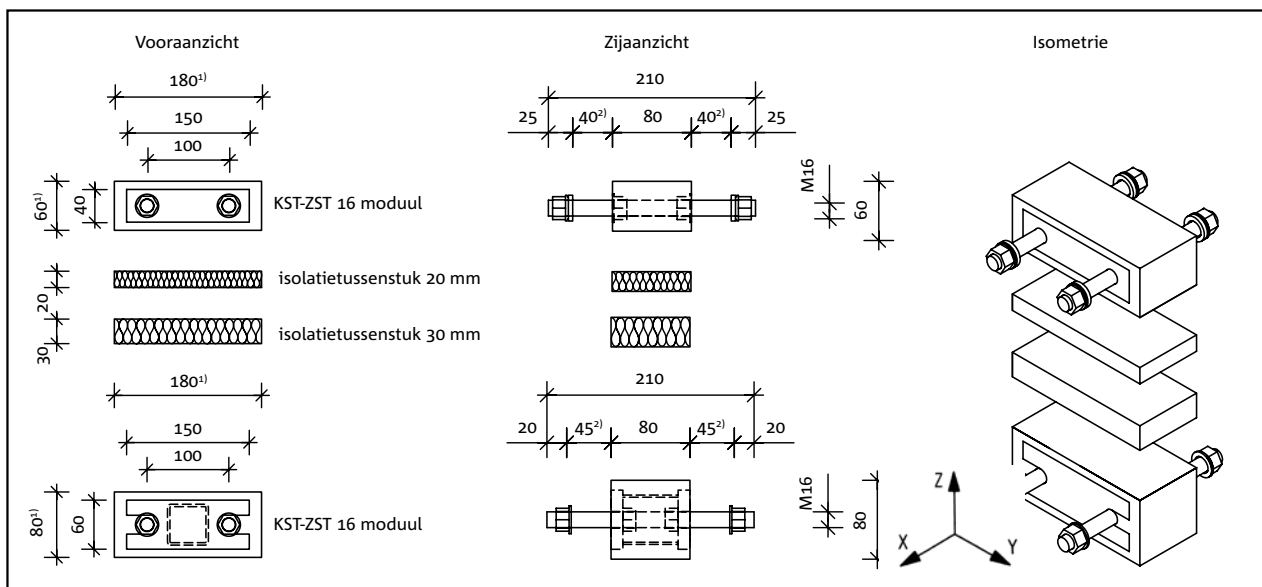 Vooraanzicht Zijaanzicht Isometrie
180¹⁾ 210
150 25 40²⁾ 80 40²⁾ 25
100
60¹⁾ 40 KST-ZST 16 moduul M16 60
20 isolatietussenstuk 20 mm
30 isolatietussenstuk 30 mm
180¹⁾ 210
150 20 45²⁾ 80 45²⁾ 20
100
80¹⁾ 60 KST-ZST 16 moduul M16 80
Z
X Y